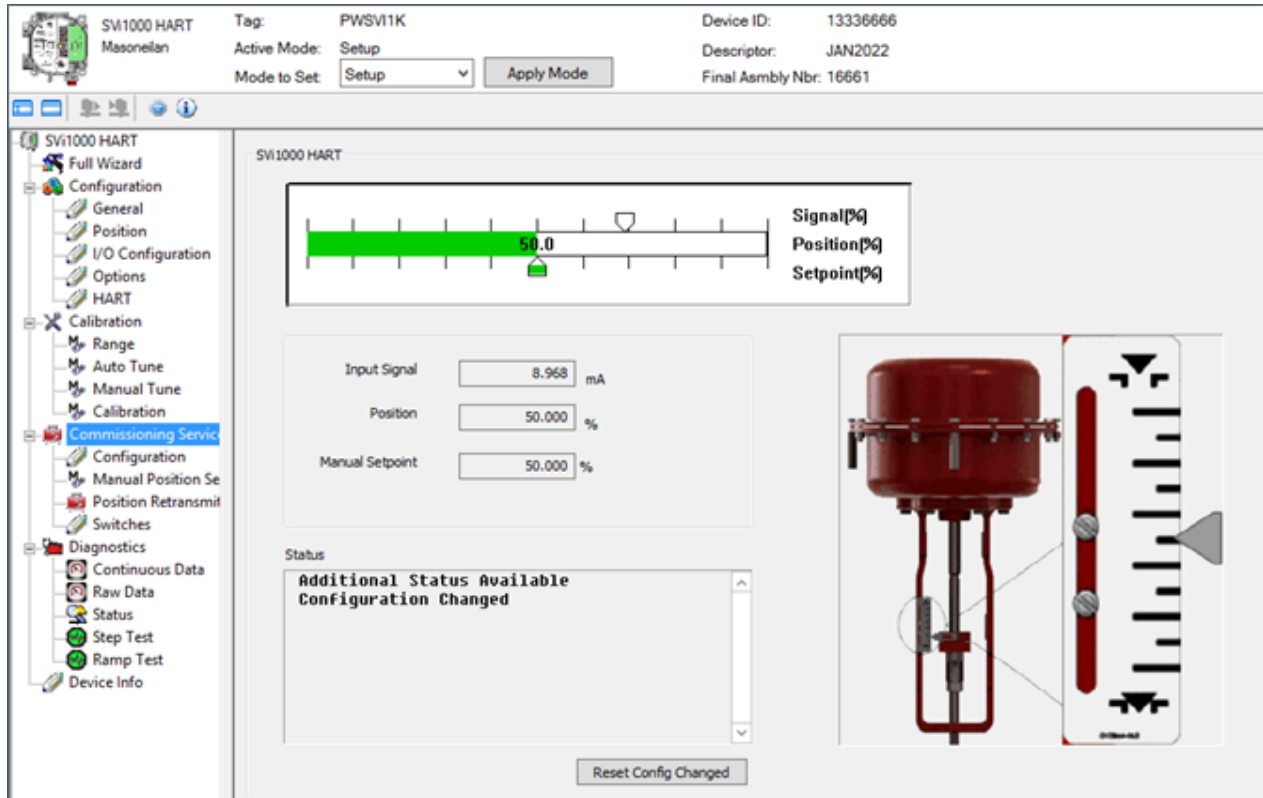 SVi1000 HART
Masoneilan
Tag: PWSVI1K
Active Mode: Setup
Mode to Set: Setup Apply Mode
Device ID: 13336666
Descriptor: JAN2022
Final Asmbly Nbr: 16661
SVi1000 HART
Full Wizard
Configuration
General
Position
I/O Configuration
Options
HART
Calibration
Range
Auto Tune
Manual Tune
Calibration
Commissioning Servic
Configuration
Manual Position Se
Position Retransmit
Switches
Diagnostics
Continuous Data
Raw Data
Status
Step Test
Ramp Test
Device Info
SVi1000 HART
50.0
Signal(%)
Position(%)
Setpoint(%)
Input Signal 8.968 mA
Position 50.000 %
Manual Setpoint 50.000 %
Status
Additional Status Available
Configuration Changed
Reset Config Changed